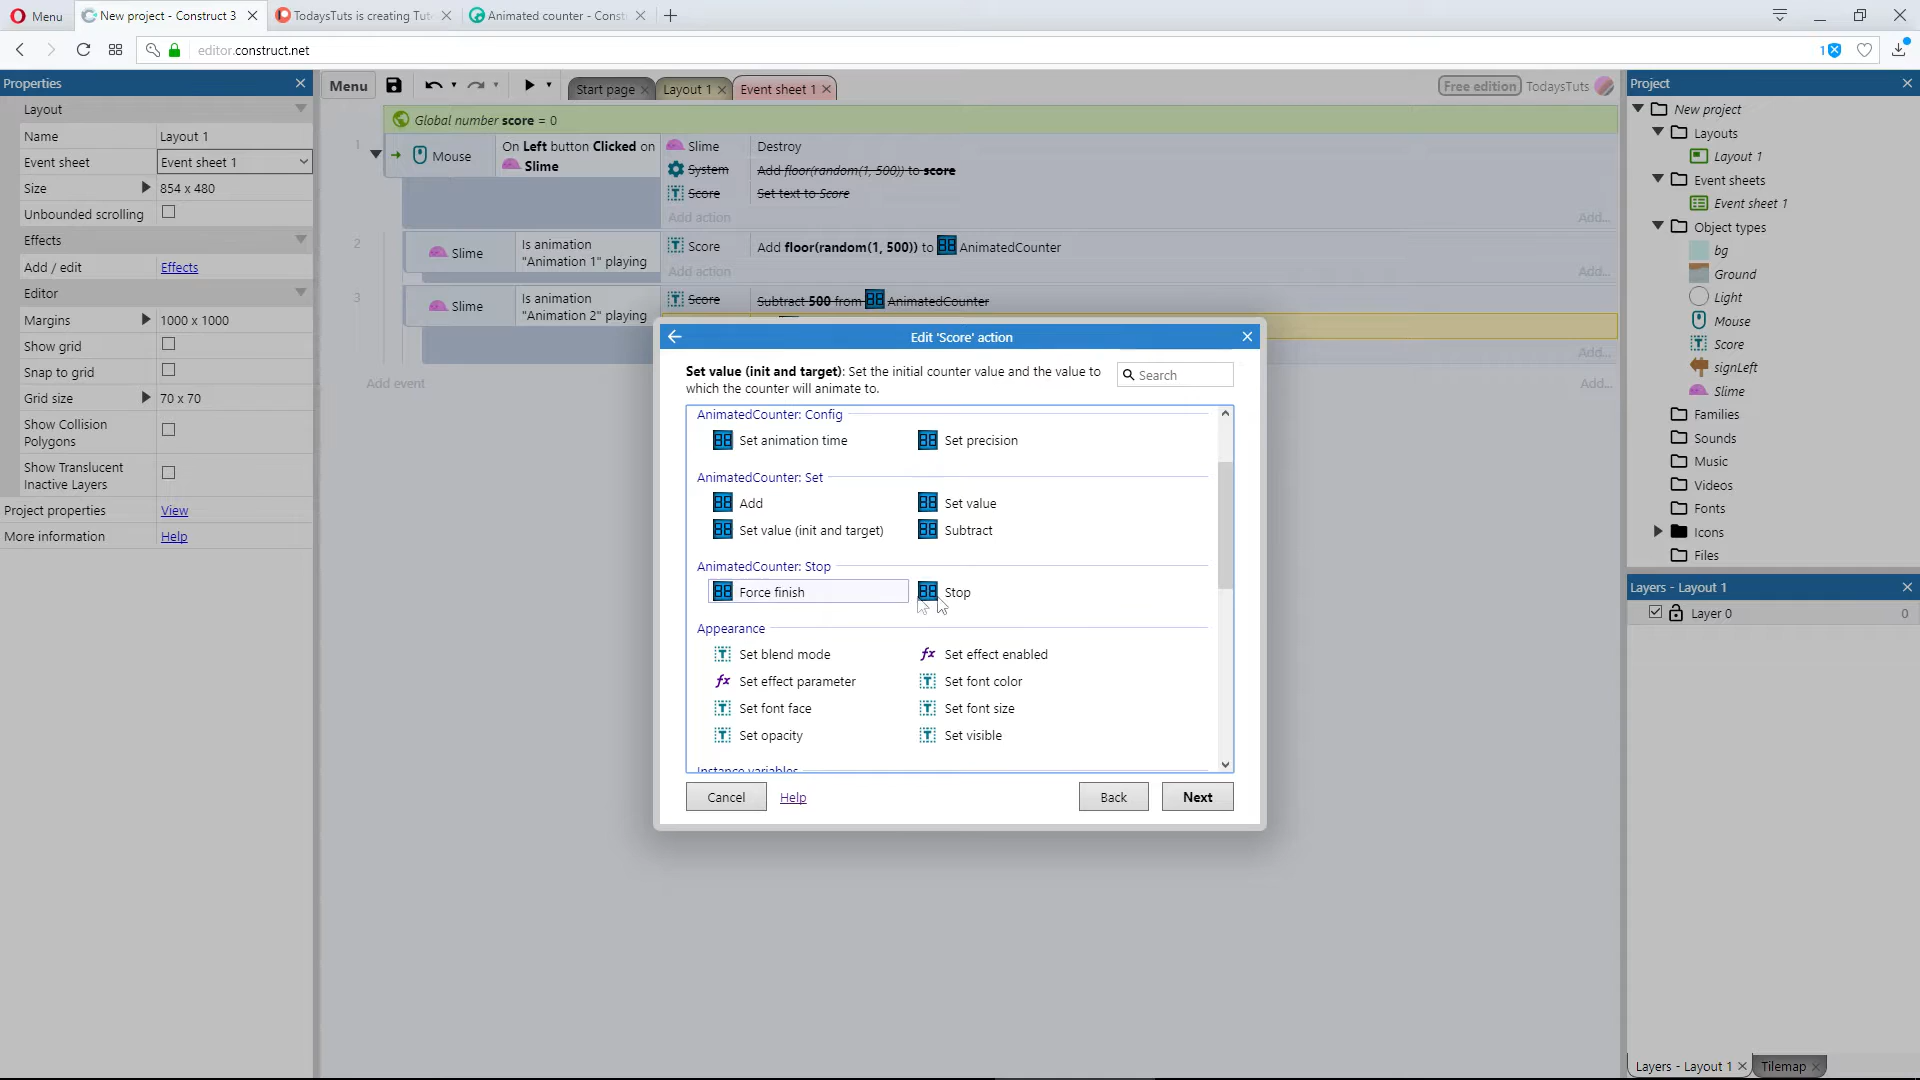 Menu
New project - Construct 3
TodaysTuts is creating Tut
Animated counter - Const
editor.construct.net
1
Properties
Layout
Name Layout 1
Event sheet Event sheet 1
Size 854 x 480
Unbounded scrolling
Effects
Add / edit Effects
Editor
Margins 1000 x 1000
Show grid
Snap to grid
Grid size 70 x 70
Show Collision
Polygons
Show Translucent
Inactive Layers
Project properties View
More information Help
Menu
Start page
Layout 1
Event sheet 1
Free edition TodaysTuts
Global number score = 0
1
Mouse
On Left button Clicked on
Slime
Slime Destroy
System Add floor(random(1, 500)) to score
Score Set text to Score
Add action Add...
2
Slime
Is animation
"Animation 1" playing
Score Add floor(random(1, 500)) to AnimatedCounter
Add action Add...
3
Slime
Is animation
"Animation 2" playing
Score Subtract 500 from AnimatedCounter
Add...
Add event Add...
Edit 'Score' action
Set value (init and target): Set the initial counter value and the value to
which the counter will animate to.
Search
AnimatedCounter: Config
Set animation time Set precision
AnimatedCounter: Set
Add Set value
Set value (init and target) Subtract
AnimatedCounter: Stop
Force finish Stop
Appearance
Set blend mode Set effect enabled
fx Set effect parameter Set font color
Set font face Set font size
Set opacity Set visible
Instance variables
Cancel Help Back Next
Project
New project
Layouts
Layout 1
Event sheets
Event sheet 1
Object types
bg
Ground
Light
Mouse
Score
signLeft
Slime
Families
Sounds
Music
Videos
Fonts
Icons
Files
Layers - Layout 1
Layer 0 0
Layers - Layout 1
Tilemap